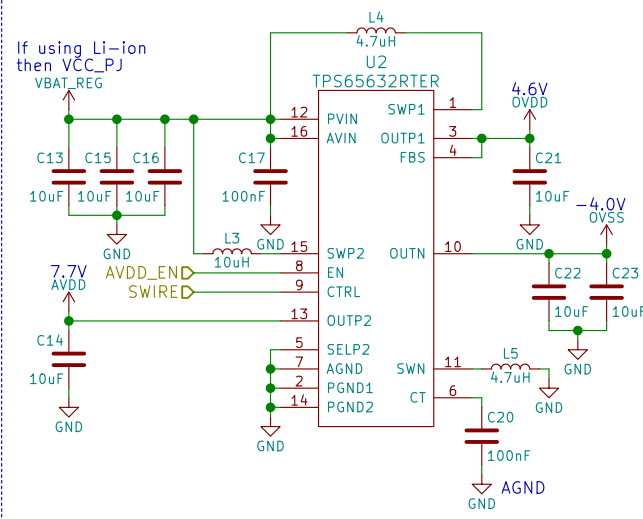 L4
4.7uH
If using Li-ion
then VCC_PJ
VBAT_REG
U2
TPS65632RTER
4.6V
OVDD
12 PVIN
SWP1 1
16 AVIN
OUTP1 3
FBS 4
C13
10uF
C15
10uF
C16
10uF
C17
100nF
C21
10uF
GND
GND
GND
-4.0V
OVSS
L3
10uH
15 SWP2
OUTN 10
AVDD_EN
8 EN
SWIRE
9 CTRL
C22
10uF
C23
10uF
7.7V
AVDD
13 OUTP2
C14
10uF
GND
5 SELP2
7 AGND
2 PGND1
14 PGND2
GND
GND
SWN 11
L5
4.7uH
GND
CT 6
C20
100nF
AGND
GND